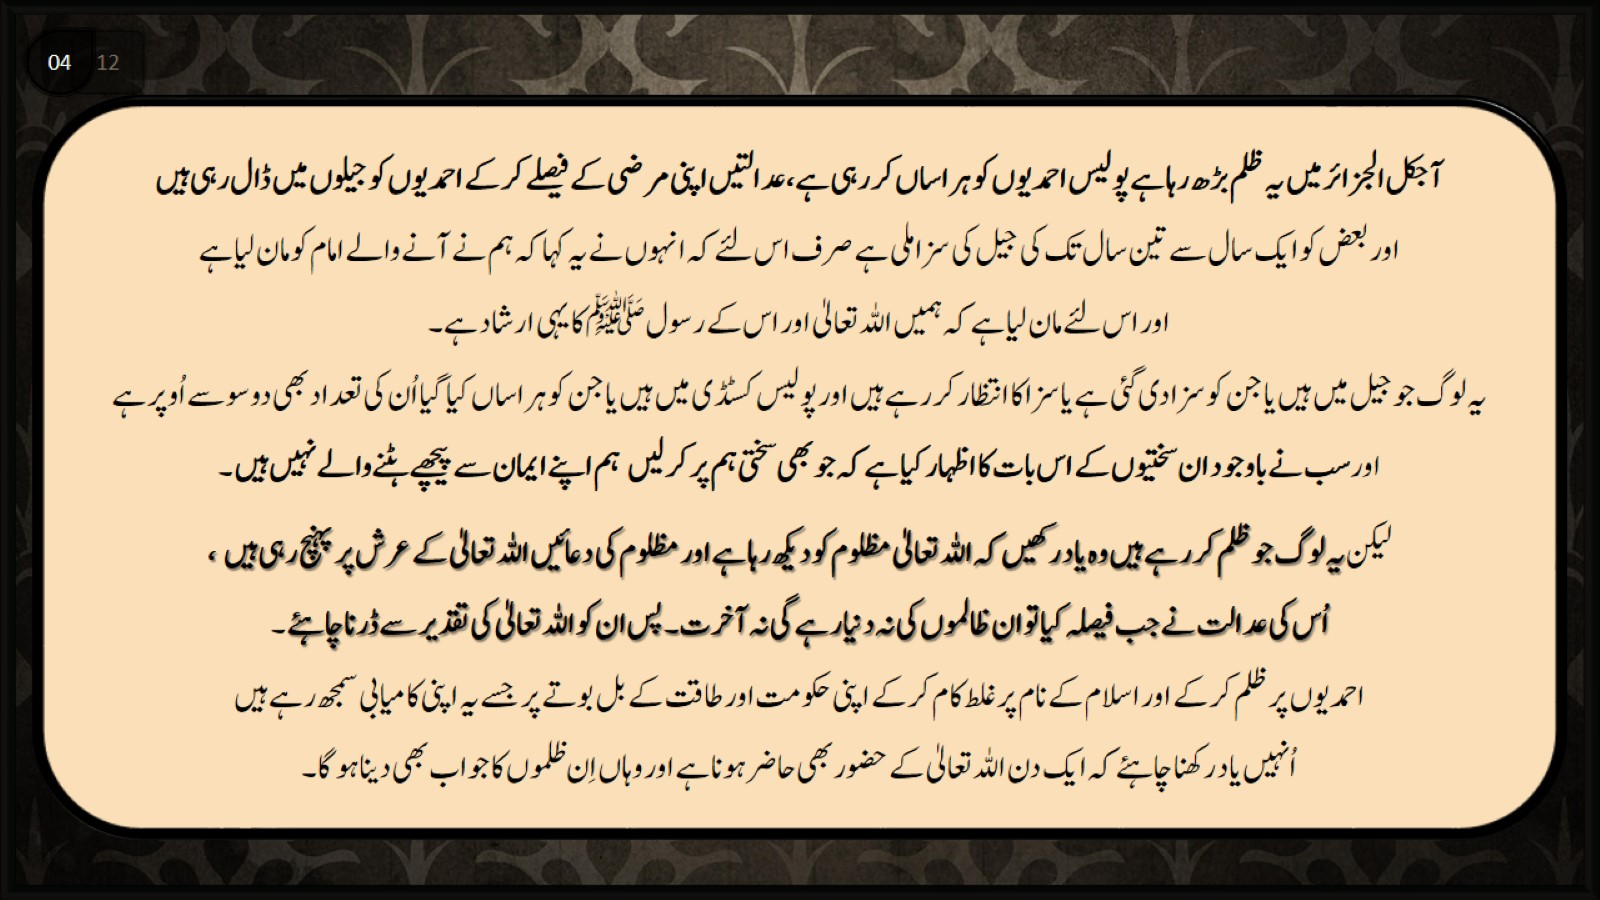 04 12
آجکل الجزائر میں یہ ظلم بڑھ رہا ہے پولیس احمدیوں کو ہراساں کر رہی ہے، عدالتیں اپنی مرضی کے فیصلے کر کے احمدیوں کو جیلوں میں ڈال رہی ہیں
اور بعض کو ایک سال سے تین سال تک کی جیل کی سزا ملی ہے صرف اس لئے کہ انہوں نے یہ کہا کہ ہم نے آنے والے امام کو مان لیا ہے
اور اس لئے مان لیا ہے کہ ہمیں اللہ تعالیٰ اور اس کے رسول ﷺ کا یہی ارشاد ہے۔
یہ لوگ جو جیل میں ہیں یا جن کو سزا دی گئی ہے یا سزا کا انتظار کر رہے ہیں اور پولیس کسٹڈی میں ہیں یا جن کو ہراساں کیا گیا اُن کی تعداد بھی دو سو سے اُوپر ہے
اور سب نے باوجود ان سختیوں کے اس بات کا اظہار کیا ہے کہ جو بھی سختی ہم پر کرلیں ہم اپنے ایمان سے پیچھے ہٹنے والے نہیں ہیں۔
لیکن یہ لوگ جو ظلم کر رہے ہیں وہ یاد رکھیں کہ اللہ تعالیٰ مظلوم کو دیکھ رہا ہے اور مظلوم کی دعائیں اللہ تعالیٰ کے عرش پر پہنچ رہی ہیں ،
اُس کی عدالت نے جب فیصلہ کیا تو ان ظالموں کی نہ دنیا رہے گی نہ آخرت۔ پس ان کو اللہ تعالیٰ کی تقدیر سے ڈرنا چاہئے۔
احمدیوں پر ظلم کر کے اور اسلام کے نام پر غلط کام کر کے اپنی حکومت اور طاقت کے بل بوتے پر جسے یہ اپنی کامیابی سمجھ رہے ہیں
اُنہیں یاد رکھنا چاہئے کہ ایک دن اللہ تعالیٰ کے حضور بھی حاضر ہونا ہے اور وہاں اِن ظلموں کا جواب بھی دینا ہو گا۔